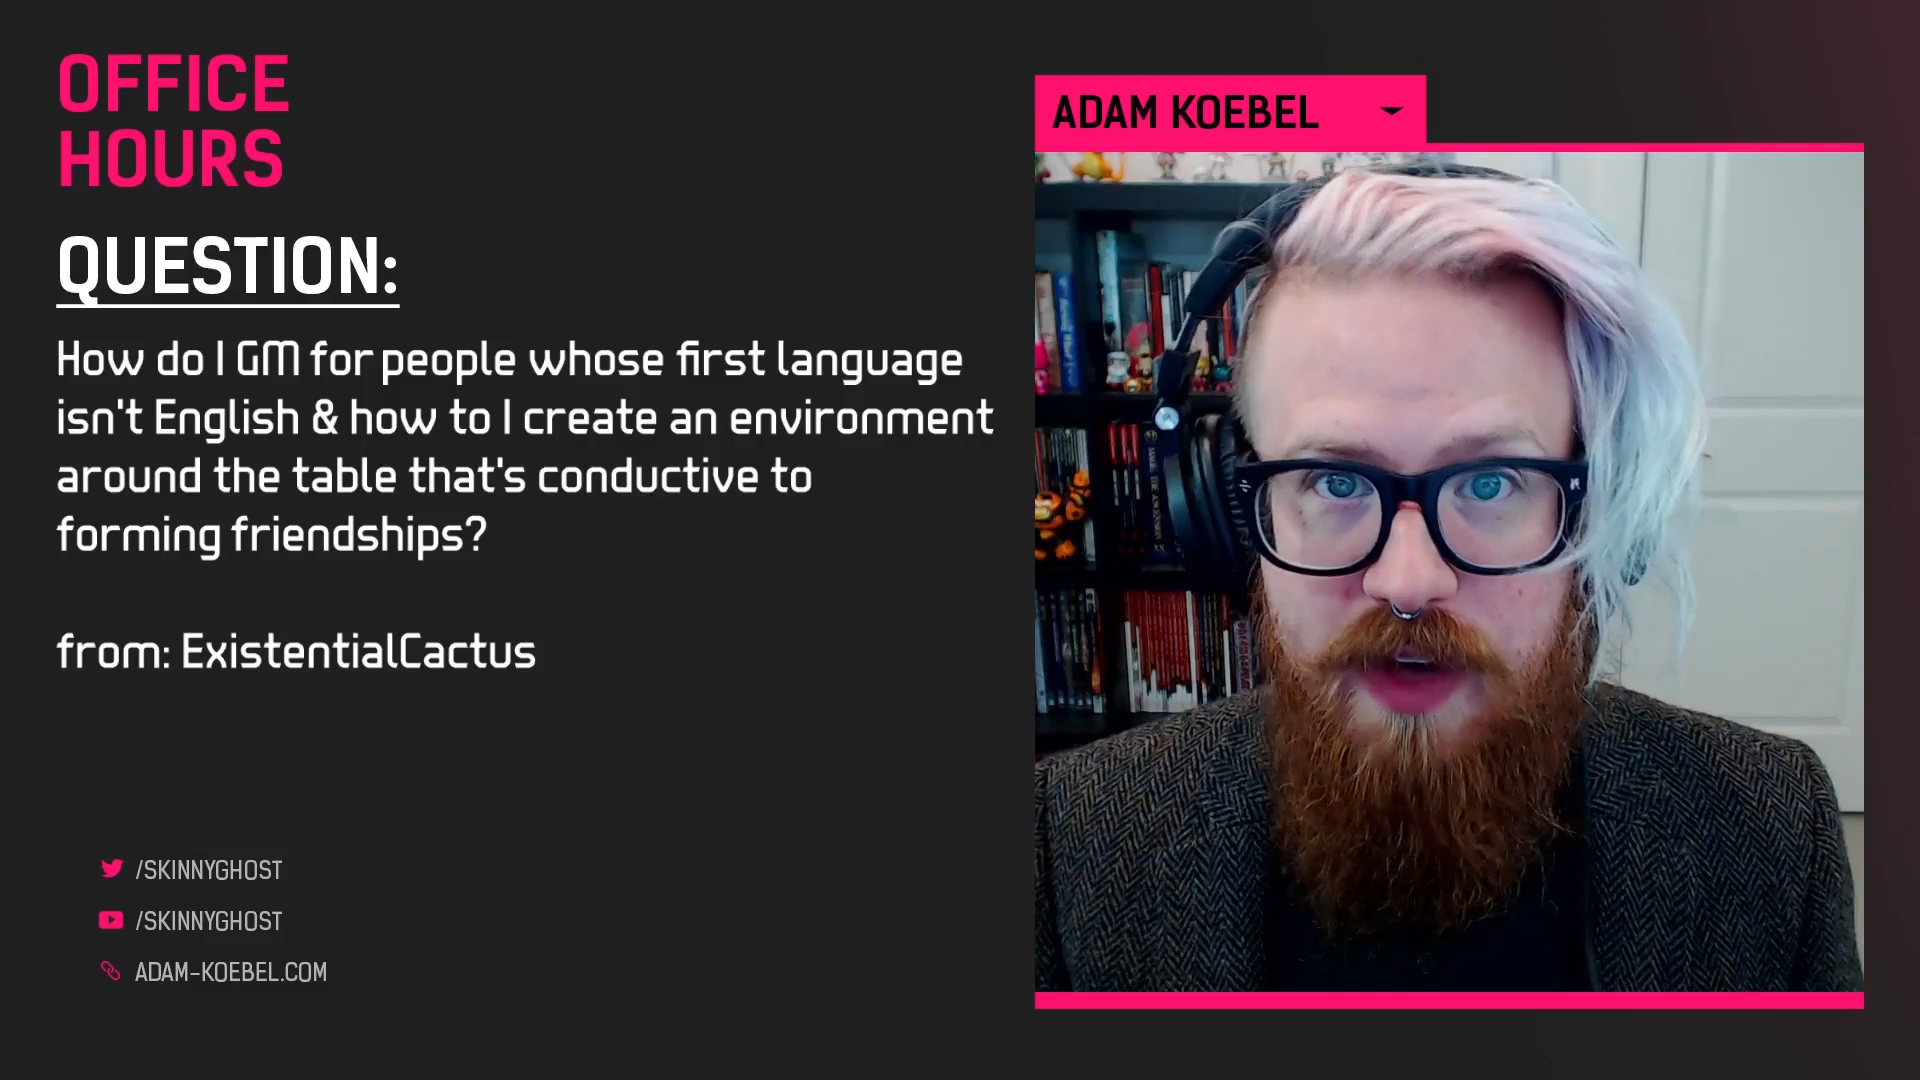 OFFICE
HOURS
QUESTION:
How do I GM for people whose first language
isn't English & how to I create an environment
around the table that's conductive to
forming friendships?
from: ExistentialCactus
/SKINNYGHOST
/SKINNYGHOST
ADAM-KOEBEL.COM
ADAM KOEBEL